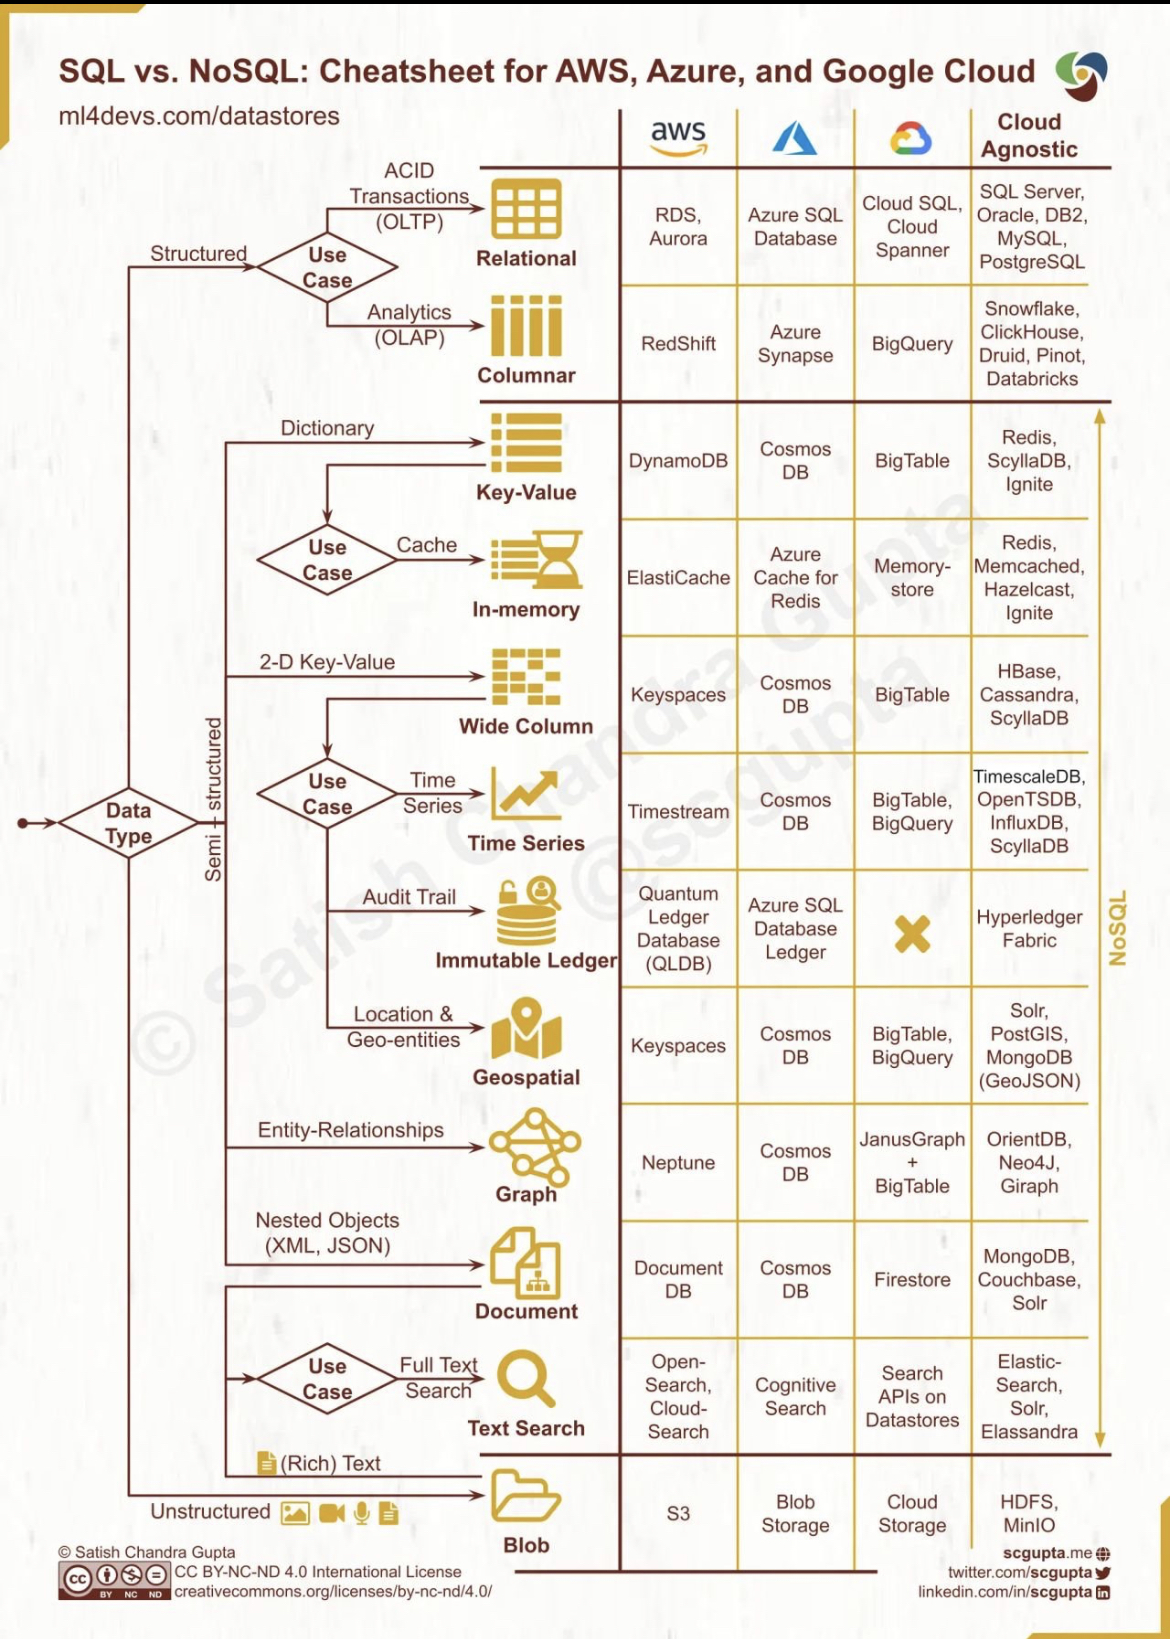 SQL vs. NoSQL: Cheatsheet for AWS, Azure, and Google Cloud
ml4devs.com/datastores
aws
Cloud
Agnostic
Structured
Use
Case
ACID
Transactions
(OLTP)
Relational
RDS,
Aurora
Azure SQL
Database
Cloud SQL,
Cloud
Spanner
SQL Server,
Oracle, DB2,
MySQL,
PostgreSQL
Analytics
(OLAP)
Columnar
RedShift
Azure
Synapse
BigQuery
Snowflake,
ClickHouse,
Druid, Pinot,
Databricks
Dictionary
Key-Value
DynamoDB
Cosmos
DB
BigTable
Redis,
ScyllaDB,
Ignite
Use
Case
Cache
In-memory
ElastiCache
Azure
Cache for
Redis
Memory-
store
Redis,
Memcached,
Hazelcast,
Ignite
2-D Key-Value
Wide Column
Keyspaces
Cosmos
DB
BigTable
HBase,
Cassandra,
ScyllaDB
Data
Type
Semi + structured
Use
Case
Time
Series
Time Series
Timestream
Cosmos
DB
BigTable,
BigQuery
TimescaleDB,
OpenTSDB,
InfluxDB,
ScyllaDB
Audit Trail
Immutable Ledger
Quantum
Ledger
Database
(QLDB)
Azure SQL
Database
Ledger
Hyperledger
Fabric
NoSQL
Location &
Geo-entities
Geospatial
Keyspaces
Cosmos
DB
BigTable,
BigQuery
Solr,
PostGIS,
MongoDB
(GeoJSON)
Entity-Relationships
Graph
Neptune
Cosmos
DB
JanusGraph
+
BigTable
OrientDB,
Neo4J,
Giraph
Nested Objects
(XML, JSON)
Document
Document
DB
Cosmos
DB
Firestore
MongoDB,
Couchbase,
Solr
Use
Case
Full Text
Search
Text Search
Open-
Search,
Cloud-
Search
Cognitive
Search
Search
APIs on
Datastores
Elastic-
Search,
Solr,
Elassandra
(Rich) Text
Unstructured
Blob
S3
Blob
Storage
Cloud
Storage
HDFS,
MinIO
© Satish Chandra Gupta
@scgupta
© Satish Chandra Gupta
cc BY NC ND
CC BY-NC-ND 4.0 International License
creativecommons.org/licenses/by-nc-nd/4.0/
scgupta.me
twitter.com/scgupta
linkedin.com/in/scgupta